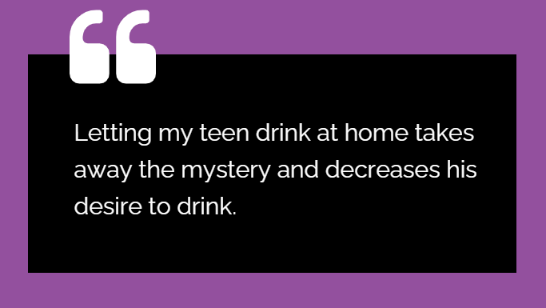 Letting my teen drink at home takes
away the mystery and decreases his
desire to drink.